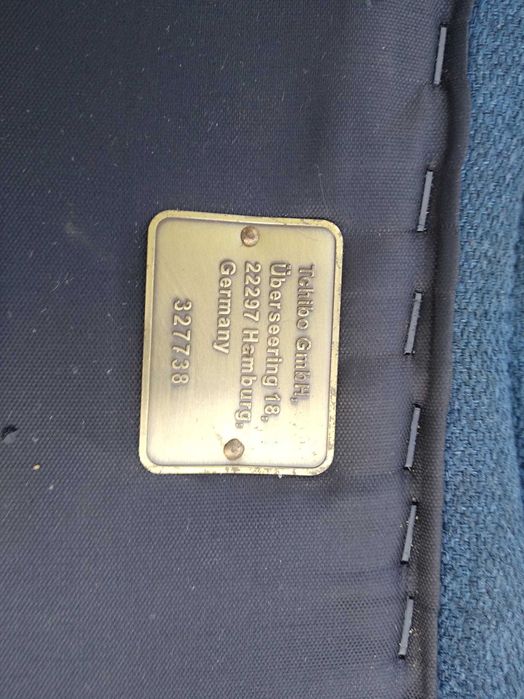 Tchibo GmbH,
Überseering 18,
22297 Hamburg,
Germany
327738